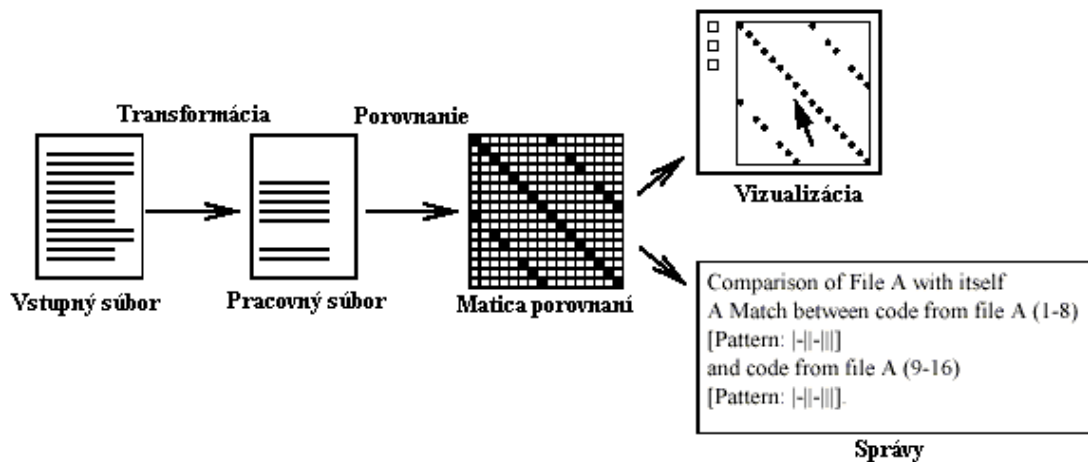 Transformácia
Porovnanie
Vstupný súbor
Pracovný súbor
Matica porovnaní
Vizualizácia
Comparison of File A with itself
A Match between code from file A (1-8)
[Pattern: |-||-|||]
and code from file A (9-16)
[Pattern: |-||-|||].
Správy